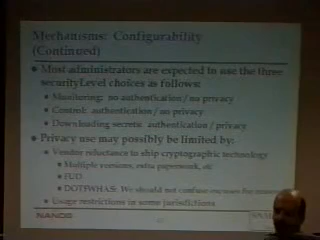 Mechanisms: Configurability
(Continued)
Most administrators are expected to use the three
securityLevel choices as follows:
Monitoring: no authentication / no privacy
Control: authentication / no privacy
Downloading secrets: authentication / privacy
Privacy use may possibly be limited by:
Vendor reluctance to ship cryptographic technology
Multiple versions, extra paperwork, etc
FUD
DOTFWHAS: We should not confuse excuses for
Usage restrictions in some jurisdictions
NANOG